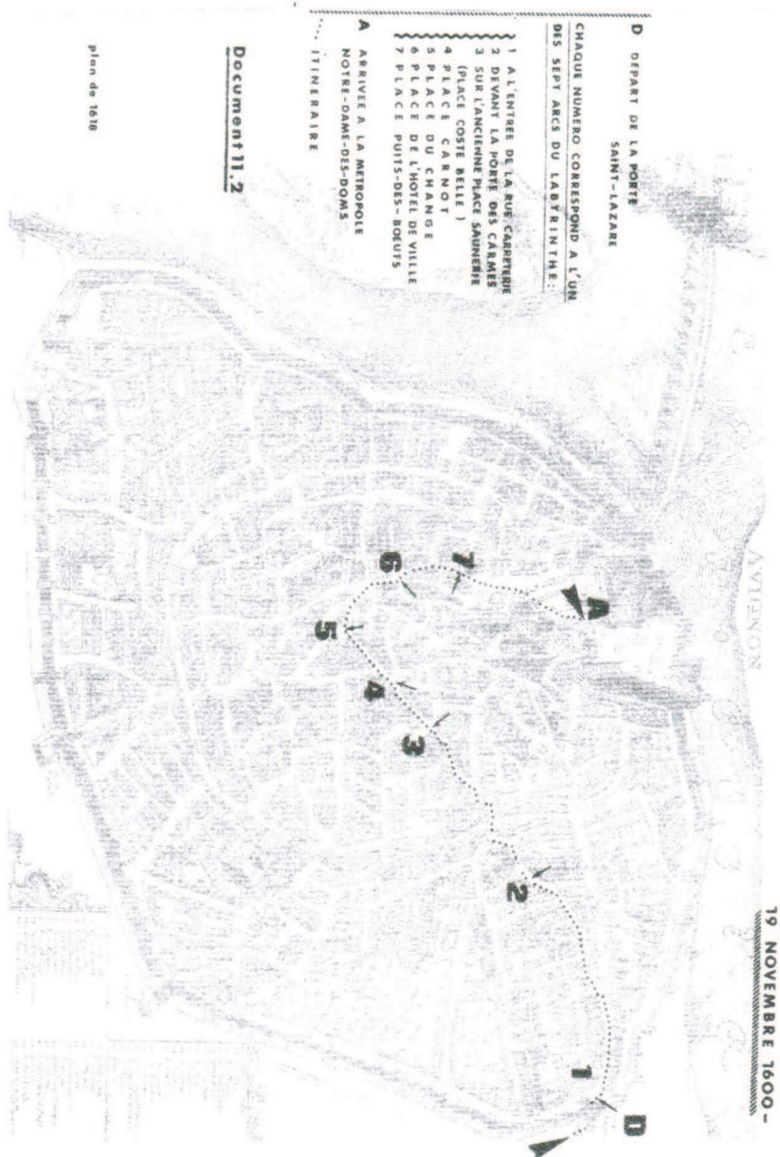 19 NOVEMBRE 1600-
D DEPART DE LA PORTE
SAINT-LAZARE
CHAQUE NUMERO CORRESPOND A L'UN
DES SEPT ARCS DU LABYRINTHE:
1 A L'ENTREE DE LA RUE CARRETERIE
2 DEVANT LA PORTE DES CARMES
3 SUR L'ANCIENNE PLACE SAUNERIE
(PLACE COSTE BELLE)
4 PLACE CARNOT
5 PLACE DU CHANGE
6 PLACE DE L'HOTEL DE VILLLE
7 PLACE PUITS-DES-BOEUFS
A ARRIVEE A LA METROPOLE
NOTRE-DAME-DES-DOMS
.... ITINERAIRE
Document 11.2
plan de 1618
AVIENON
A
7
6
5
4
3
2
1
D